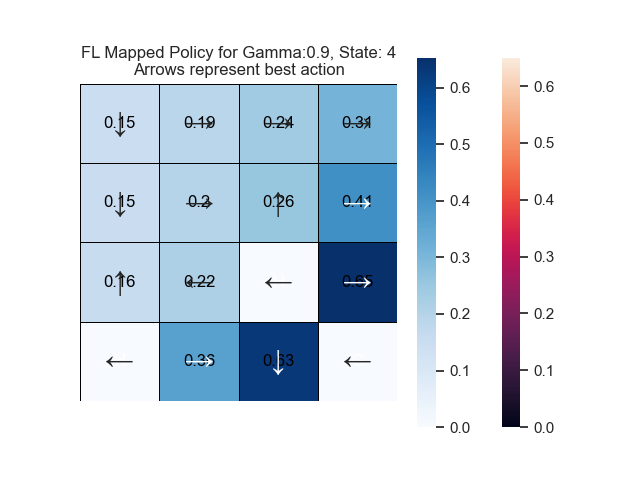 FL Mapped Policy for Gamma:0.9, State: 4
Arrows represent best action
0.15 0.19 0.24 0.31
0.15 0.2 0.26 0.41
0.16 0.22 0.65
0.36 0.63
0.6 0.6
0.5 0.5
0.4 0.4
0.3 0.3
0.2 0.2
0.1 0.1
0.0 0.0